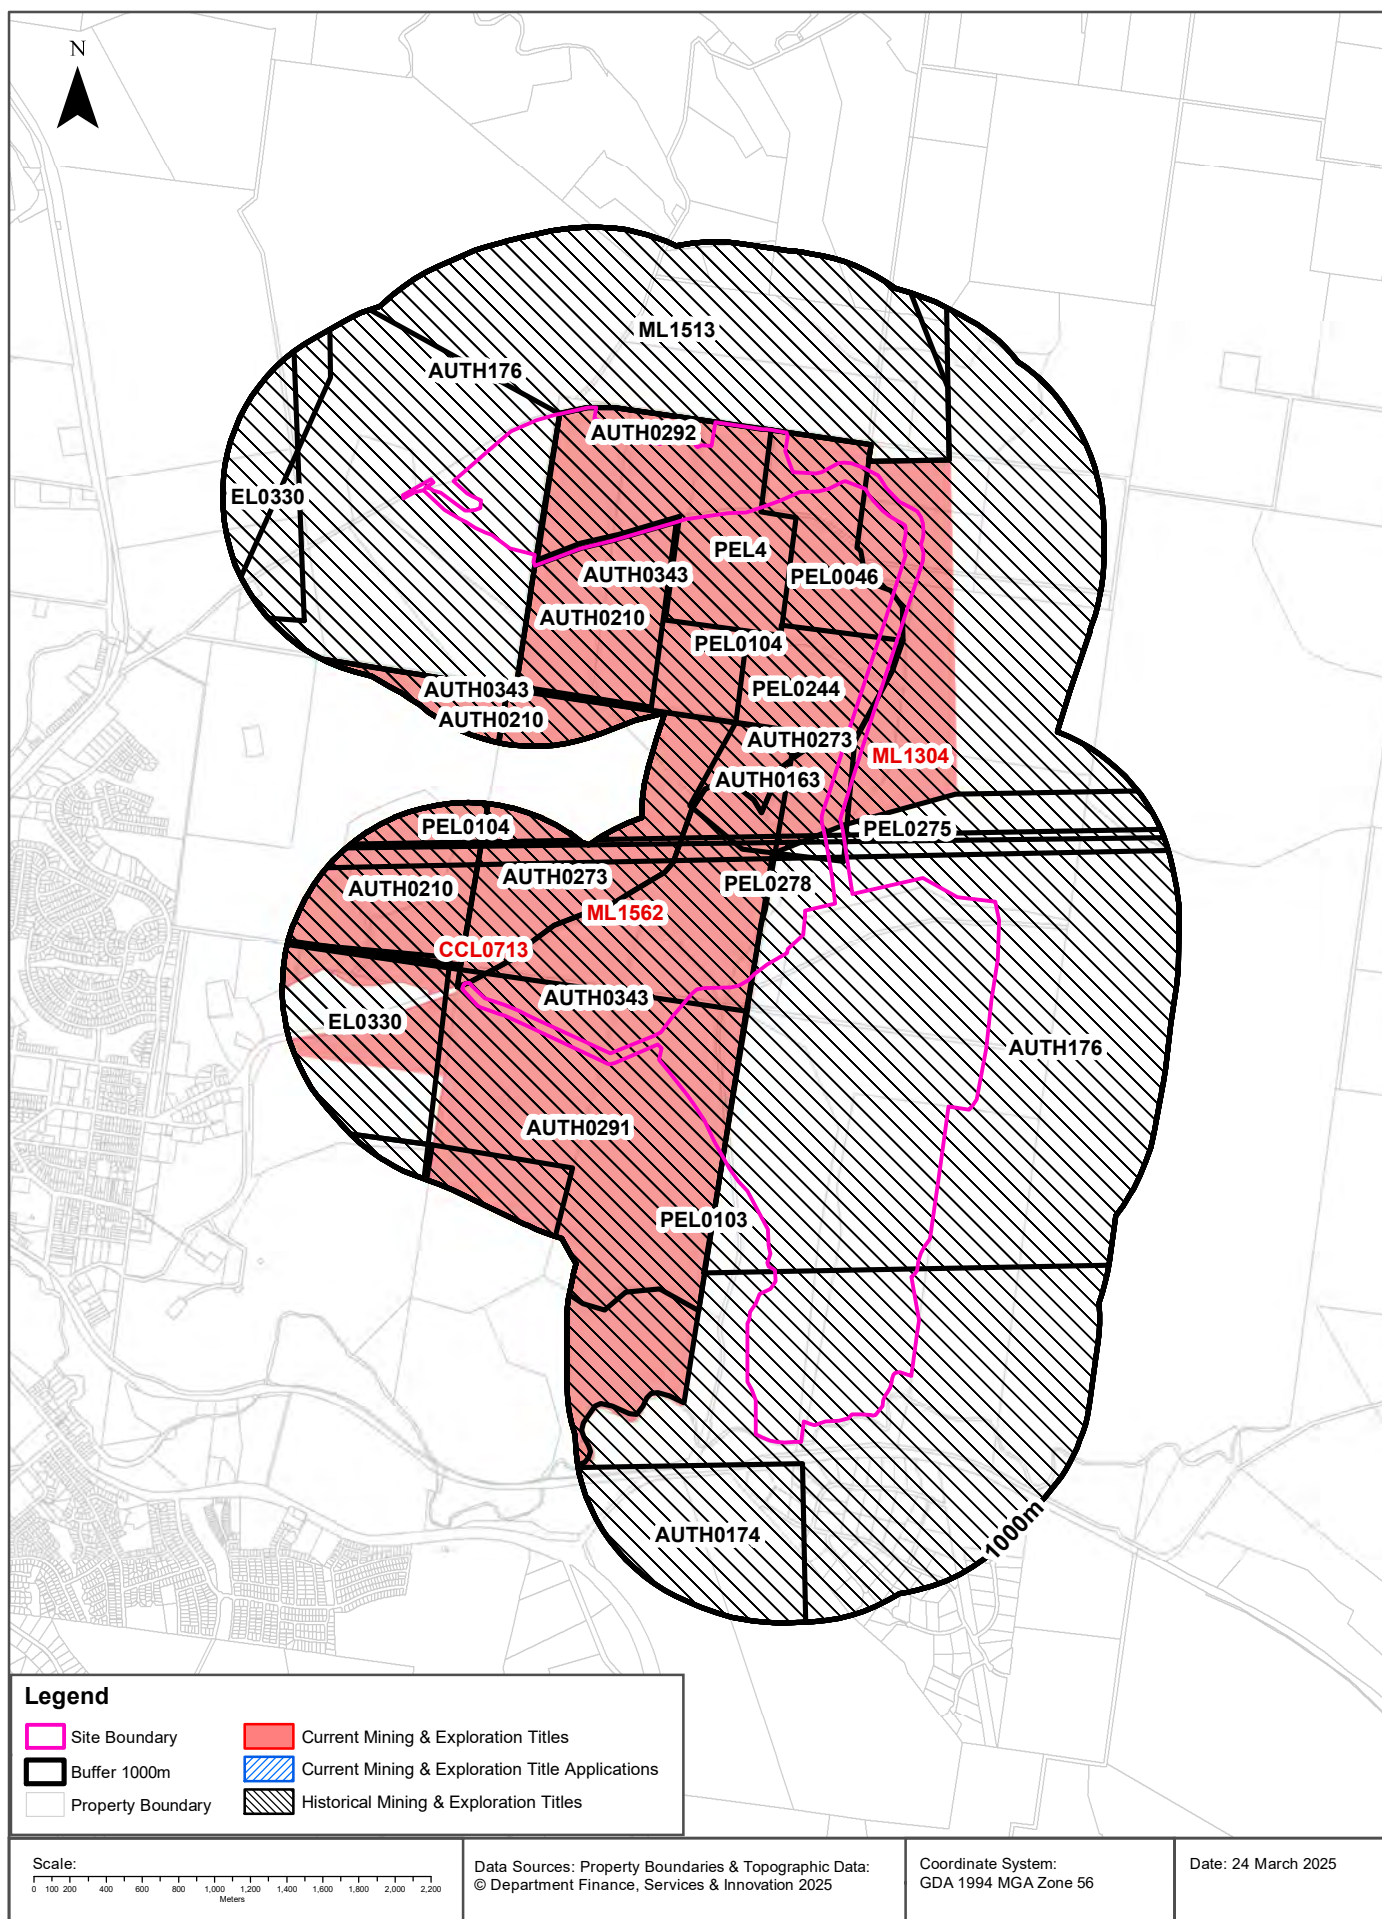 N
ML1513
AUTH176
AUTH0292
EL0330
PEL4
AUTH0343
PEL0046
AUTH0210
PEL0104
AUTH0343
PEL0244
AUTH0210
AUTH0273
ML1304
AUTH0163
PEL0104
PEL0275
AUTH0273
AUTH0210
PEL0278
ML1562
CCL0713
AUTH0343
EL0330
AUTH176
AUTH0291
PEL0103
1000m
AUTH0174
Legend
Site Boundary
Buffer 1000m
Property Boundary
Current Mining & Exploration Titles
Current Mining & Exploration Title Applications
Historical Mining & Exploration Titles
Scale:
0 100 200 400 600 800 1,000 1,200 1,400 1,600 1,800 2,000 2,200
Meters
Data Sources: Property Boundaries & Topographic Data:
© Department Finance, Services & Innovation 2025
Coordinate System:
GDA 1994 MGA Zone 56
Date: 24 March 2025